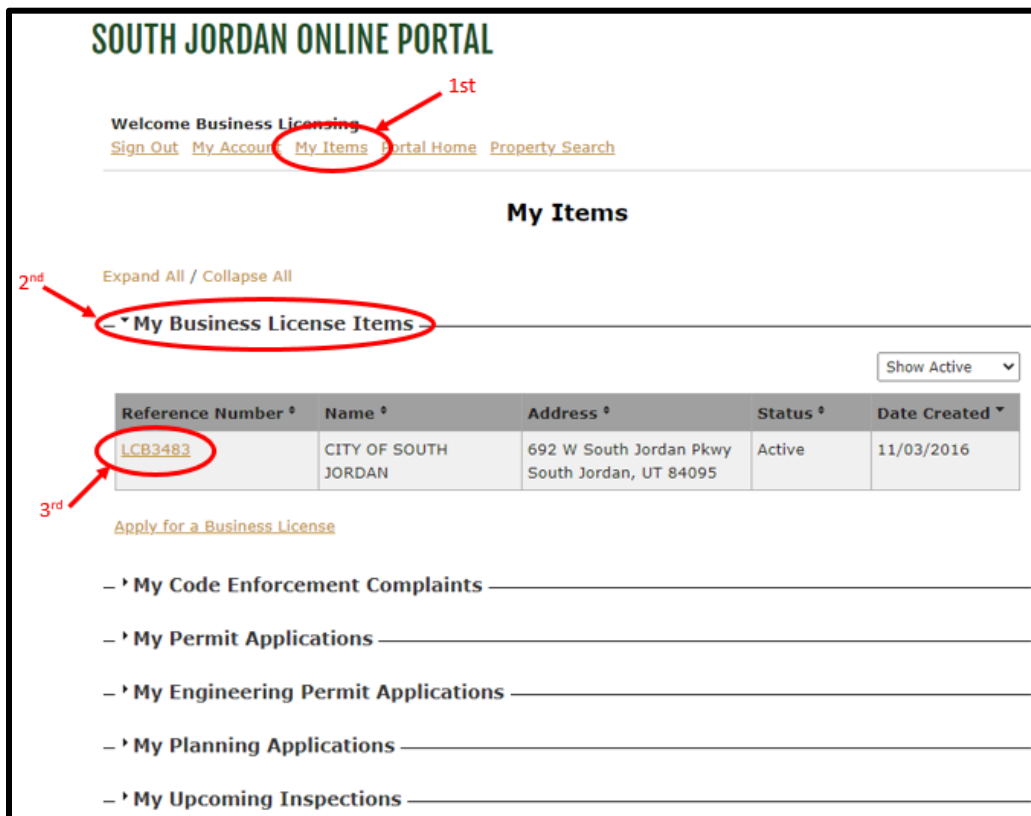 SOUTH JORDAN ONLINE PORTAL
1st
Welcome Business Licensing
Sign Out My Account My Items Portal Home Property Search
My Items
2nd
Expand All / Collapse All
My Business License Items
Show Active
Reference Number Name Address Status Date Created
LCB3483 CITY OF SOUTH 692 W South Jordan Pkwy Active 11/03/2016
JORDAN South Jordan, UT 84095
3rd
Apply for a Business License
My Code Enforcement Complaints
My Permit Applications
My Engineering Permit Applications
My Planning Applications
My Upcoming Inspections